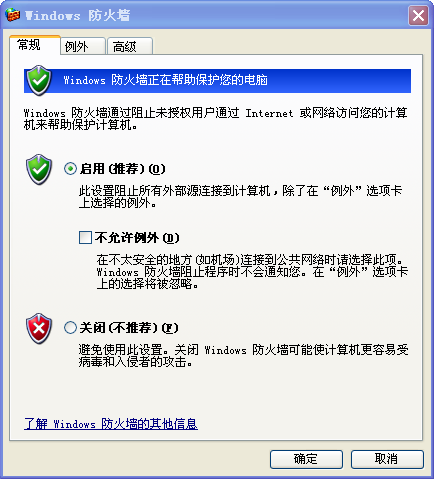 Windows 防火墙
常规 例外 高级
Windows 防火墙正在帮助保护您的电脑
Windows 防火墙通过阻止未授权用户通过 Internet 或网络访问您的计算
机来帮助保护计算机。
启用(推荐)(O)
此设置阻止所有外部源连接到计算机，除了在“例外”选项卡
上选择的例外。
不允许例外(D)
在不太安全的地方(如机场)连接到公共网络时请选择此项。
Windows 防火墙阻止程序时不会通知您。在“例外”选项卡
上的选择将被忽略。
关闭(不推荐)(F)
避免使用此设置。关闭 Windows 防火墙可能使计算机更容易受
病毒和入侵者的攻击。
了解 Windows 防火墙的其他信息
确定 取消